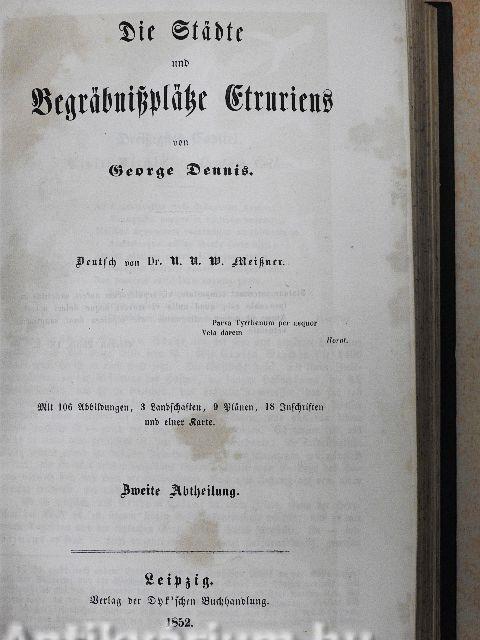 Die Städte
und
Begräbnißplätze Etruriens
von
George Dennis.
Deutsch von Dr. N. N. W. Meißner.
Parva Tyrrhenum per aequor
Vela darem
Horat.
Mit 106 Abbildungen, 3 Landschaften, 9 Plänen, 18 Inschriften
und einer Karte.
Zweite Abtheilung.
Leipzig.
Verlag der Dyk'schen Buchhandlung.
1852.
Antikvarium.hu